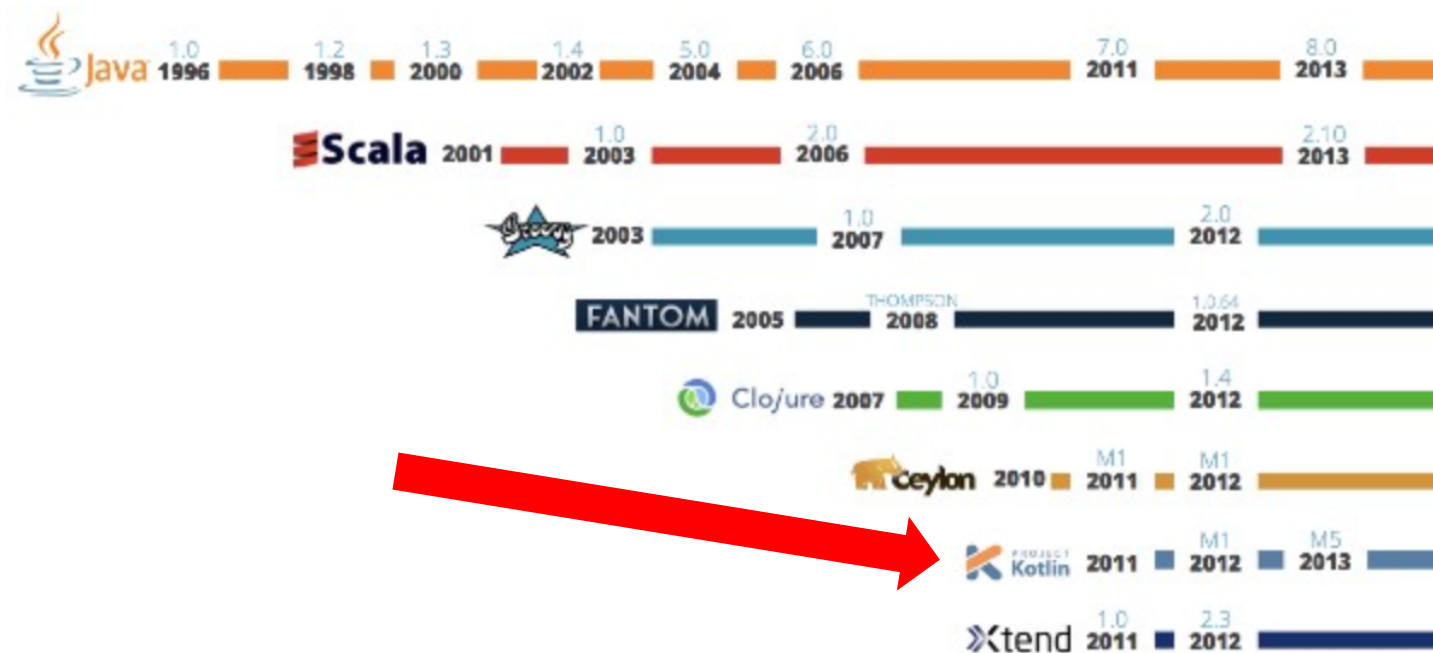 1.0 1.2 1.3 1.4 5.0 6.0 7.0 8.0
Java 1996 1998 2000 2002 2004 2006 2011 2013
1.0 2.0 2.10
Scala 2001 2003 2006 2013
1.0 2.0
Groovy 2003 2007 2012
THOMPSON 1.0.64
FANTOM 2005 2008 2012
1.0 1.4
Clojure 2007 2009 2012
M1 M1
Ceylon 2010 2011 2012
M1 M5
PROJECT
Kotlin 2011 2012 2013
1.0 2.3
Xtend 2011 2012